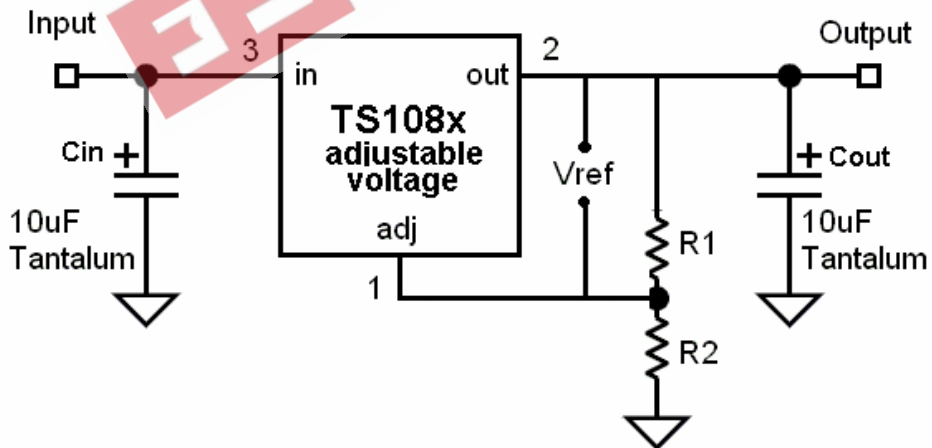 Input
3
2
Output
in
out
TS108x
adjustable
voltage
adj
1
Cin +
10uF
Tantalum
Vref
R1
R2
+ Cout
10uF
Tantalum